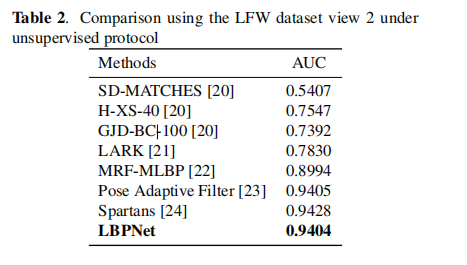 Table 2. Comparison using the LFW dataset view 2 under
unsupervised protocol
Methods AUC
SD-MATCHES [20] 0.5407
H-XS-40 [20] 0.7547
GJD-BC-100 [20] 0.7392
LARK [21] 0.7830
MRF-MLBP [22] 0.8994
Pose Adaptive Filter [23] 0.9405
Spartans [24] 0.9428
LBPNet 0.9404